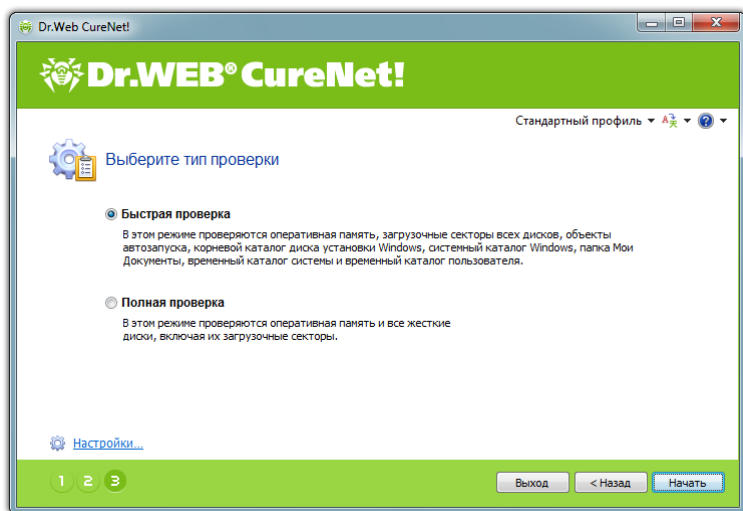 Dr.Web CureNet!
Dr.WEB® CureNet!
Стандартный профиль
Выберите тип проверки
Быстрая проверка
В этом режиме проверяются оперативная память, загрузочные секторы всех дисков, объекты
автозапуска, корневой каталог диска установки Windows, системный каталог Windows, папка Мои
Документы, временный каталог системы и временный каталог пользователя.
Полная проверка
В этом режиме проверяются оперативная память и все жесткие
диски, включая их загрузочные секторы.
Настройки...
1 2 3 Выход < Назад Начать